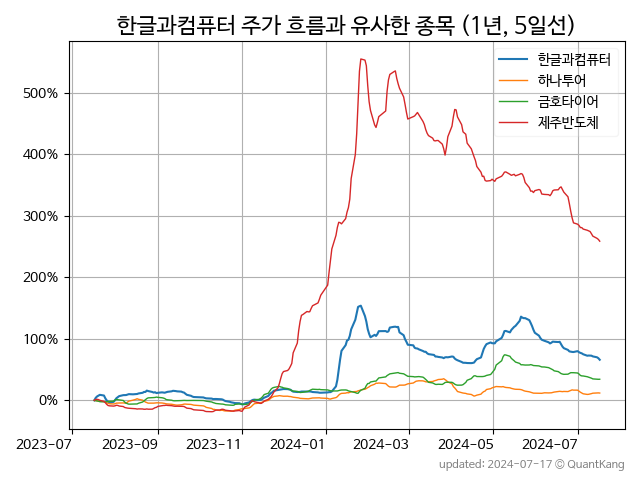 한글과컴퓨터 주가 흐름과 유사한 종목 (1년, 5일선)
한글과컴퓨터
하나투어
금호타이어
제주반도체
500%
400%
300%
200%
100%
0%
2023-07 2023-09 2023-11 2024-01 2024-03 2024-05 2024-07
updated: 2024-07-17 © QuantKang